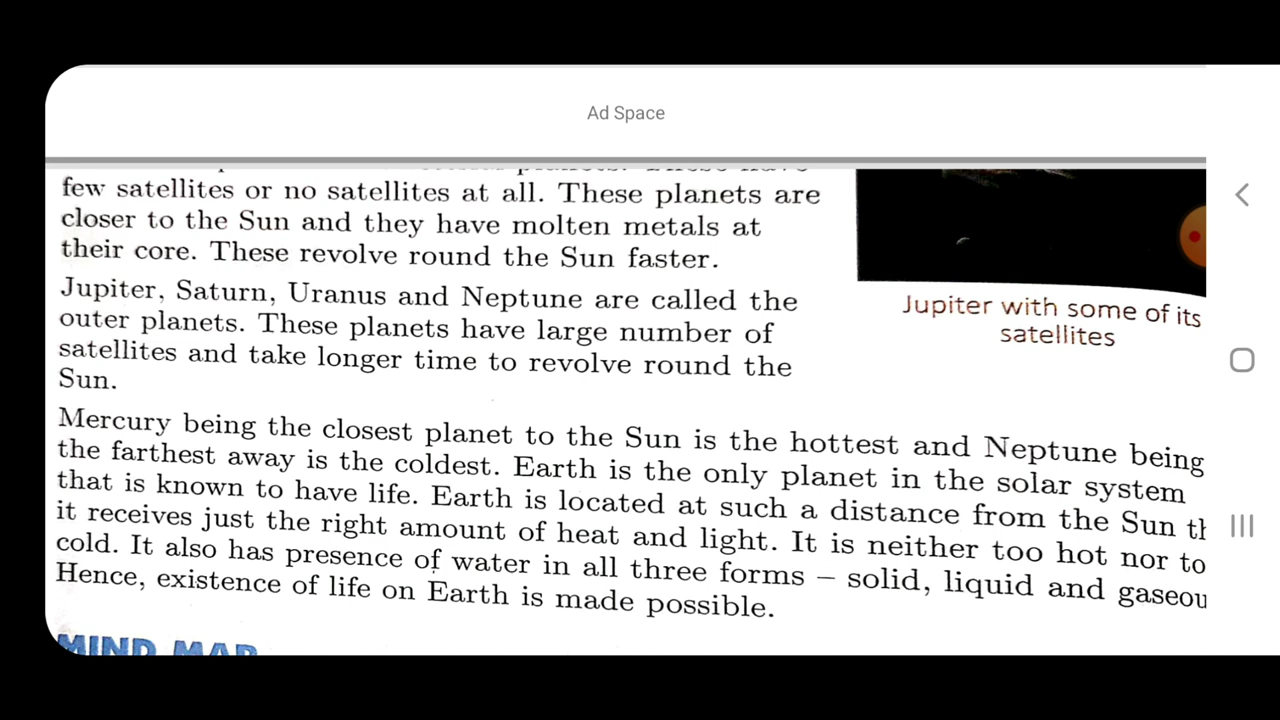 Ad Space
few satellites or no satellites at all. These planets are
closer to the Sun and they have molten metals at
their core. These revolve round the Sun faster.
Jupiter, Saturn, Uranus and Neptune are called the
outer planets. These planets have large number of
satellites and take longer time to revolve round the
Sun.
Jupiter with some of its
satellites
Mercury being the closest planet to the Sun is the hottest and Neptune being
the farthest away is the coldest. Earth is the only planet in the solar system
that is known to have life. Earth is located at such a distance from the Sun
it receives just the right amount of heat and light. It is neither too hot nor
cold. It also has presence of water in all three forms – solid, liquid and
Hence, existence of life on Earth is made possible.
MIND MAP